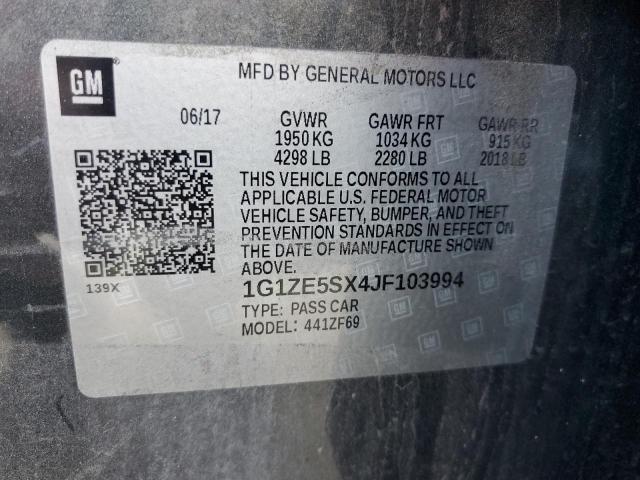 GM
MFD BY GENERAL MOTORS LLC
06/17 GVWR GAWR FRT GAWR RR
1950 KG 1034 KG 915 KG
4298 LB 2280 LB 2018 LB
THIS VEHICLE CONFORMS TO ALL
APPLICABLE U.S. FEDERAL MOTOR
VEHICLE SAFETY, BUMPER, AND THEFT
PREVENTION STANDARDS IN EFFECT ON
THE DATE OF MANUFACTURE SHOWN
ABOVE.
139X
1G1ZE5SX4JF103994
TYPE: PASS CAR
MODEL: 441ZF69